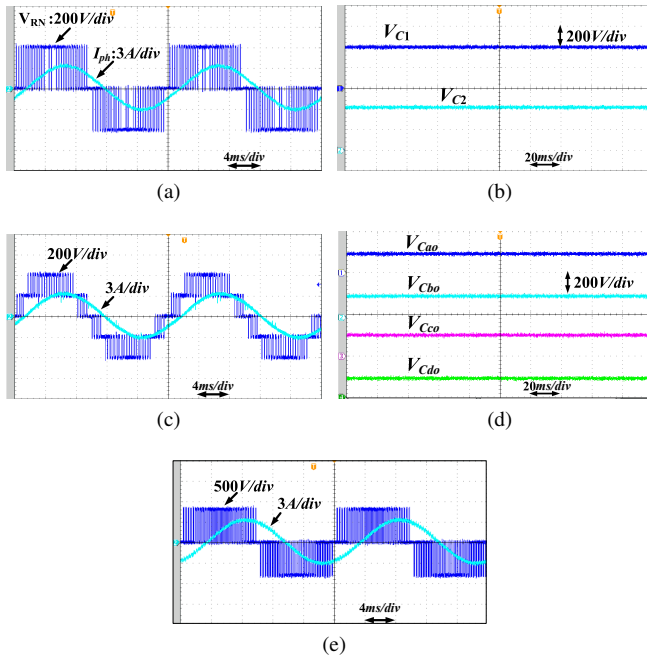 V_RN:200V/div
I_ph:3A/div
4ms/div
(a)
V_C1
200V/div
V_C2
20ms/div
(b)
200V/div
3A/div
4ms/div
(c)
V_Cao
V_Cbo
200V/div
V_Cco
V_Cdo
20ms/div
(d)
500V/div
3A/div
4ms/div
(e)